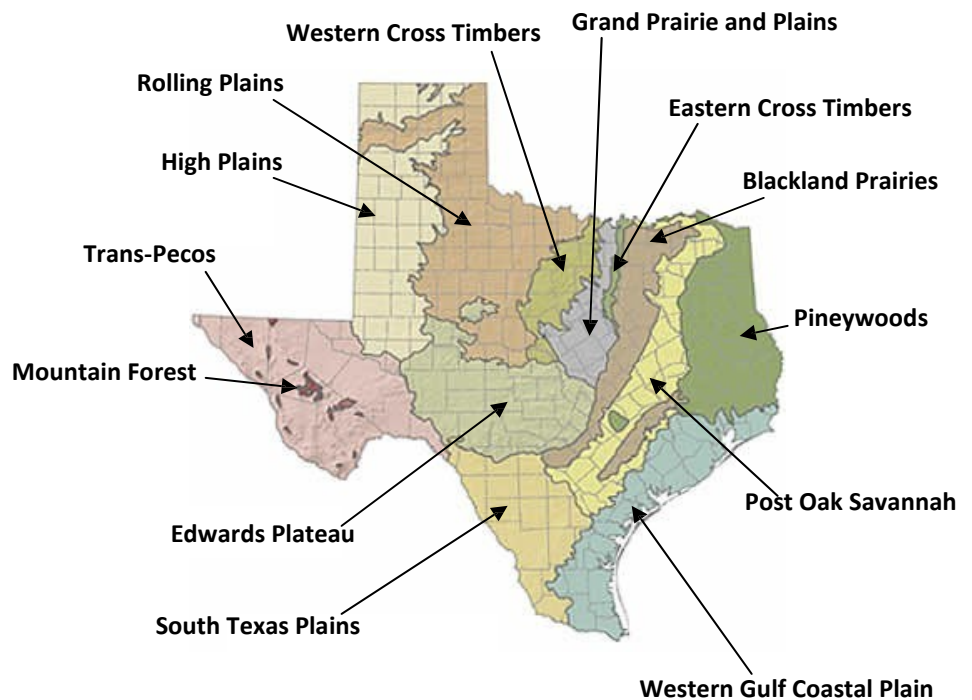 Grand Prairie and Plains
Western Cross Timbers
Rolling Plains
Eastern Cross Timbers
High Plains
Blackland Prairies
Trans-Pecos
Pineywoods
Mountain Forest
Post Oak Savannah
Edwards Plateau
South Texas Plains
Western Gulf Coastal Plain